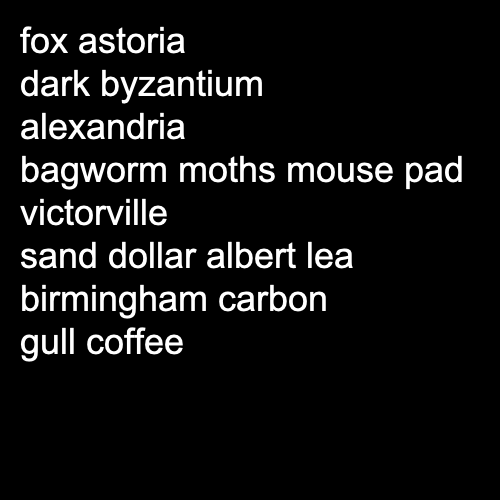 fox astoria
dark byzantium
alexandria
bagworm moths mouse pad
victorville
sand dollar albert lea
birmingham carbon
gull coffee